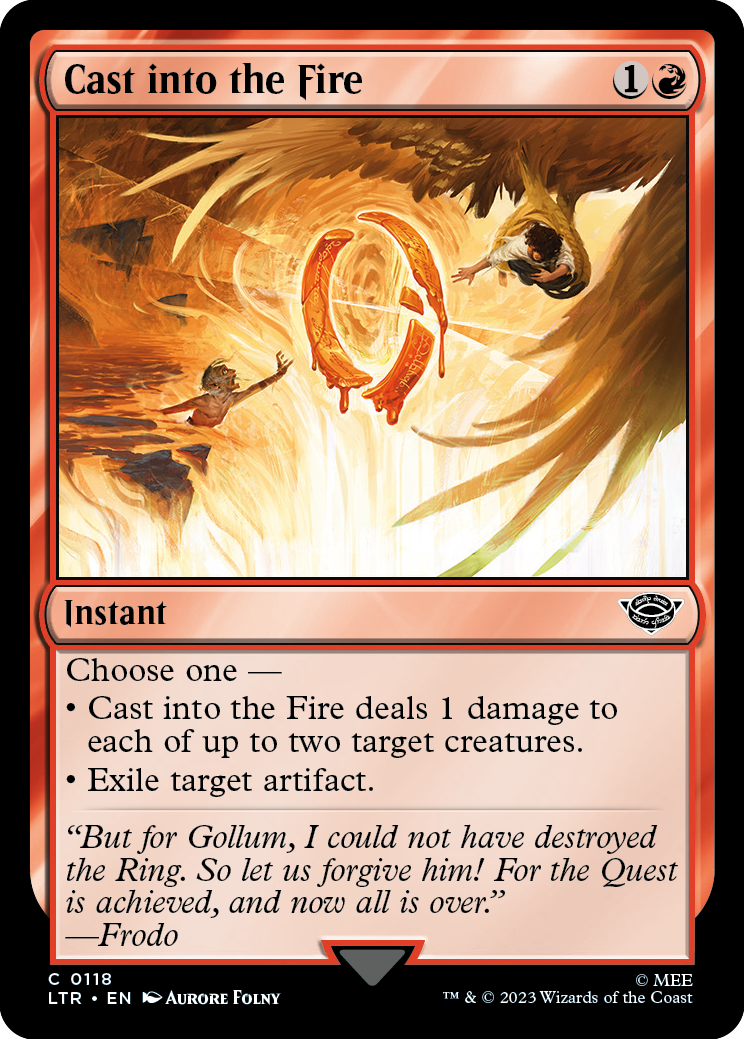 Cast into the Fire
1
Instant
Choose one —
• Cast into the Fire deals 1 damage to
each of up to two target creatures.
• Exile target artifact.
“But for Gollum, I could not have destroyed
the Ring. So let us forgive him! For the Quest
is achieved, and now all is over.”
—Frodo
C 0118
LTR • EN Aurore Folny
© MEE
™ & © 2023 Wizards of the Coast